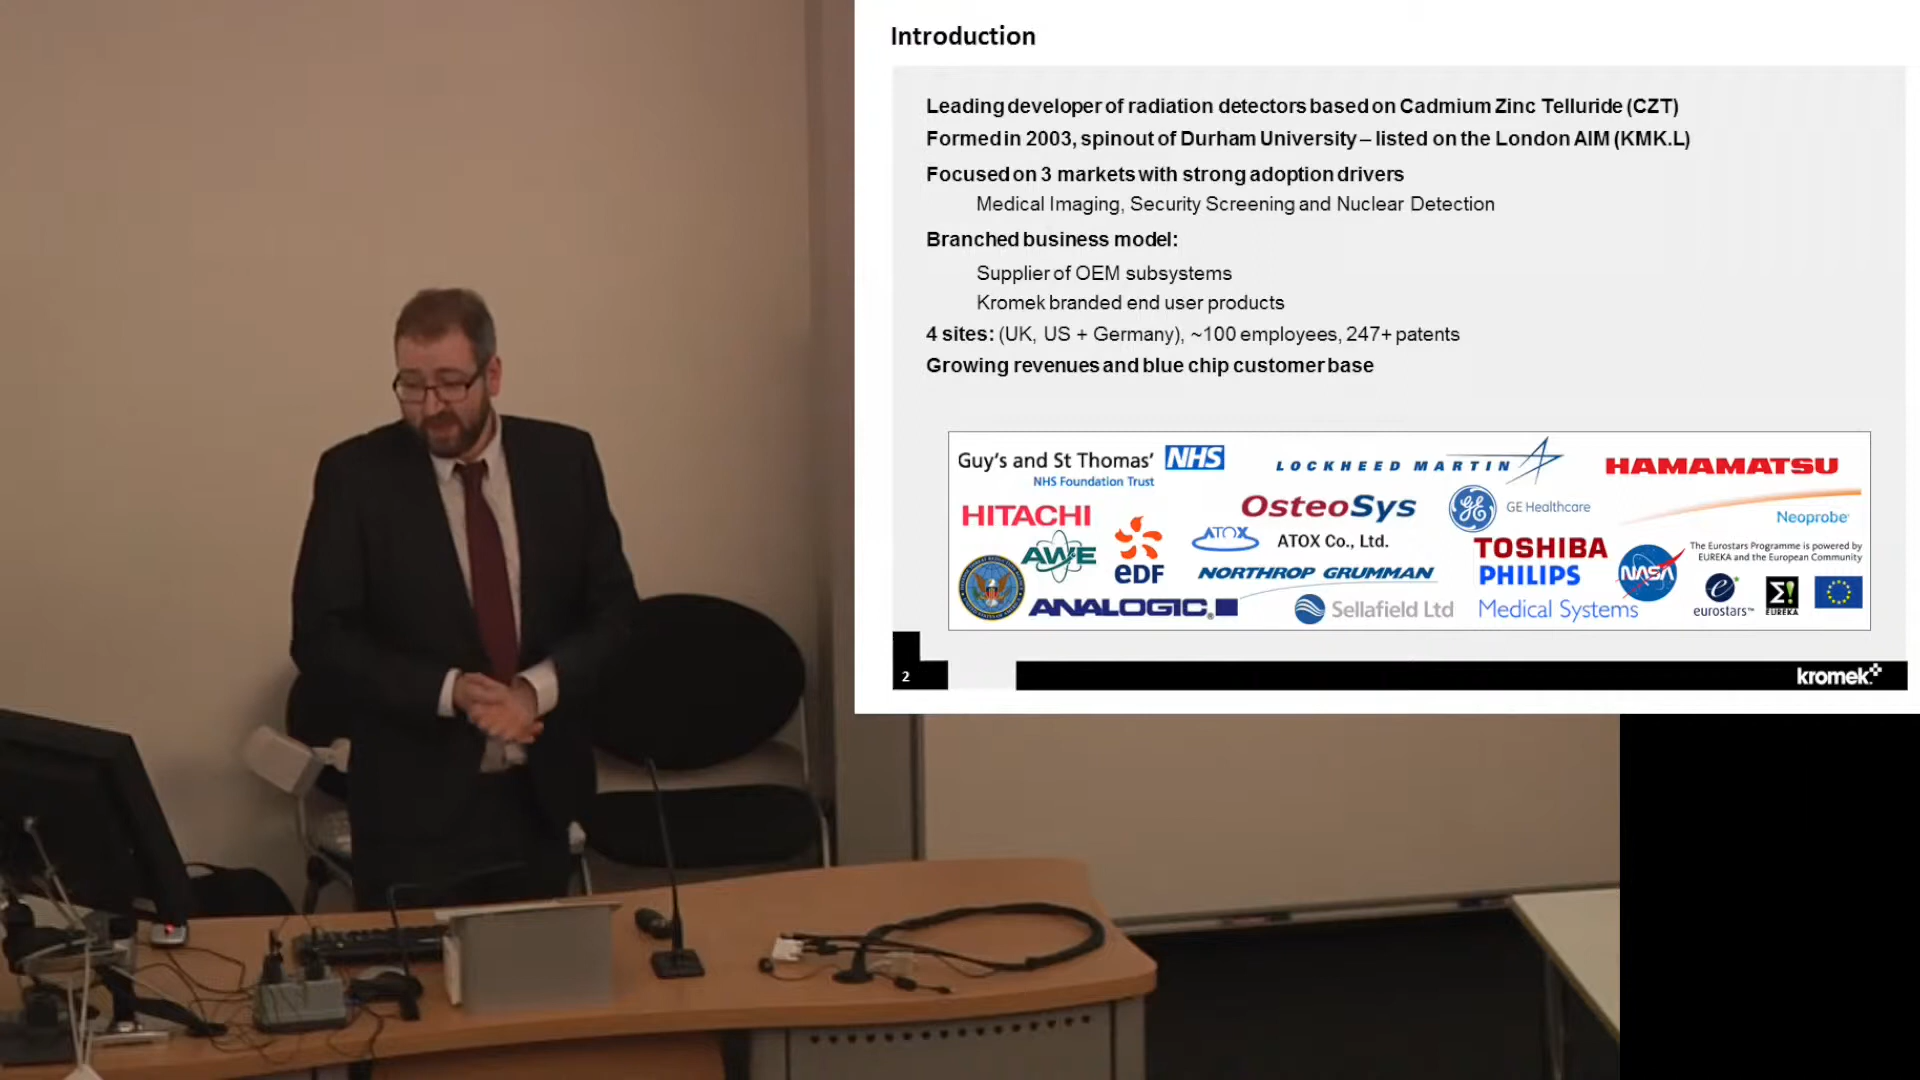 Introduction
Leading developer of radiation detectors based on Cadmium Zinc Telluride (CZT)
Formed in 2003, spinout of Durham University – listed on the London AIM (KMK.L)
Focused on 3 markets with strong adoption drivers
Medical Imaging, Security Screening and Nuclear Detection
Branched business model:
Supplier of OEM subsystems
Kromek branded end user products
4 sites: (UK, US + Germany), ~100 employees, 247+ patents
Growing revenues and blue chip customer base
Guy's and St Thomas' NHS
NHS Foundation Trust
LOCKHEED MARTIN
HAMAMATSU
HITACHI
OsteoSys
GE Healthcare
Neoprobe
AWE
eDF
ATOX
ATOX Co., Ltd.
TOSHIBA
PHILIPS
Medical Systems
NASA
The Eurostars Programme is powered by
EUREKA and the European Community
NORTHROP GRUMMAN
ANALOGIC
Sellafield Ltd
eurostars™
Σ!
EUREKA
2
kromek